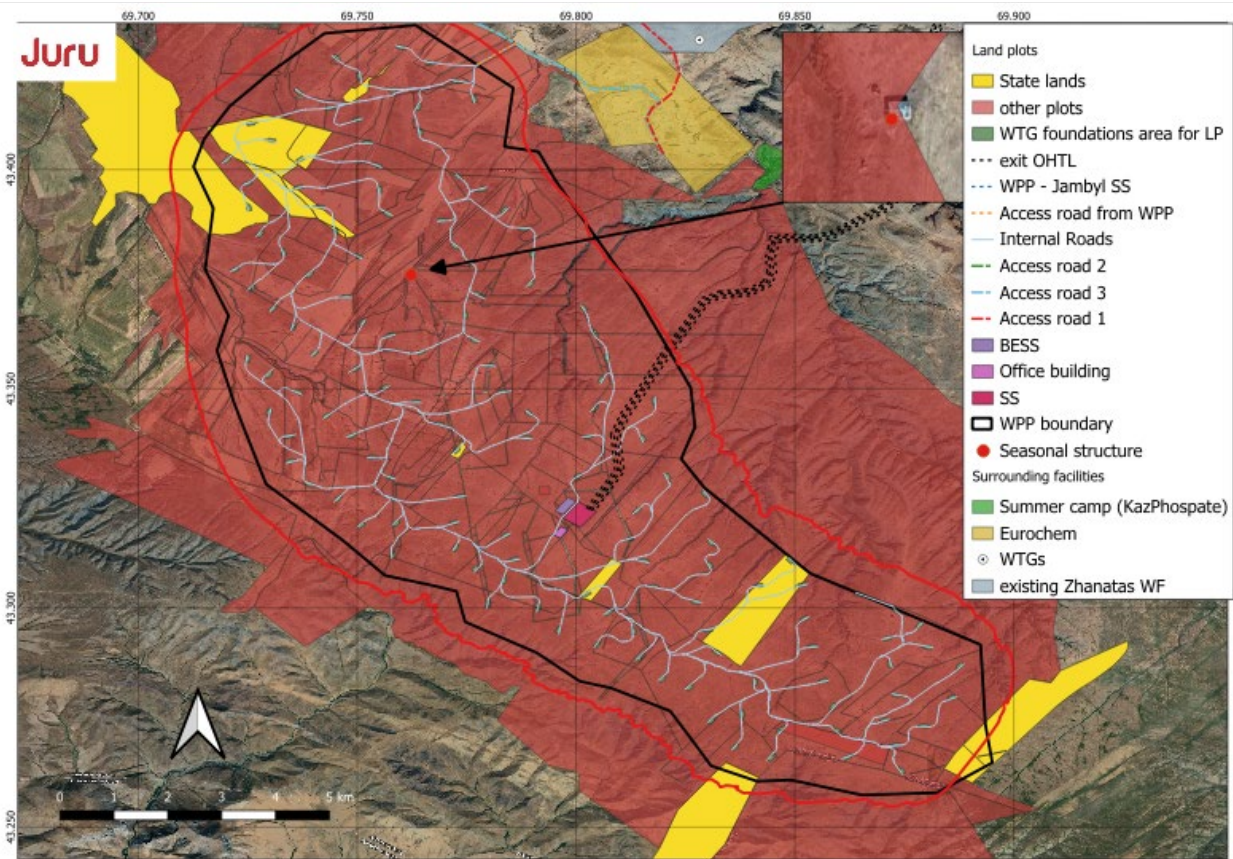 69.700
69.750
69.800
69.850
69.900
Juru
43.400
43.350
43.300
43.250
Land plots
State lands
other plots
WTG foundations area for LP
exit OHTL
WPP - Jambyl SS
Access road from WPP
Internal Roads
Access road 2
Access road 3
Access road 1
BESS
Office building
SS
WPP boundary
Seasonal structure
Surrounding facilities
Summer camp (KazPhospate)
Eurochem
WTGs
existing Zhanatas WF
0 1 2 3 4 5 km